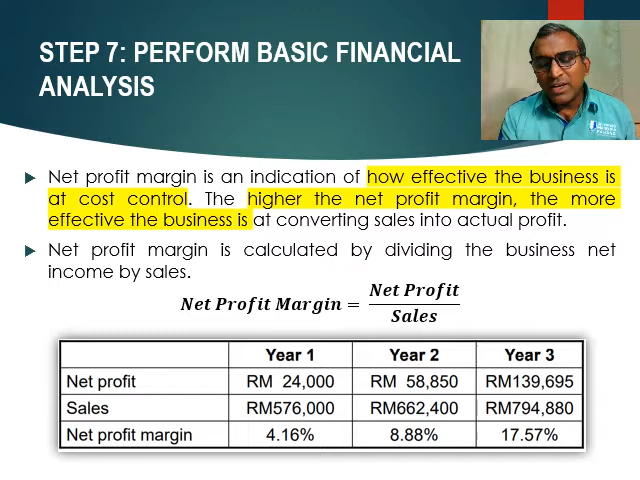 STEP 7: PERFORM BASIC FINANCIAL
ANALYSIS
Net profit margin is an indication of how effective the business is
at cost control. The higher the net profit margin, the more
effective the business is at converting sales into actual profit.
Net profit margin is calculated by dividing the business net
income by sales.
Net Profit Margin = Net Profit / Sales
Year 1 Year 2 Year 3
Net profit RM 24,000 RM 58,850 RM139,695
Sales RM576,000 RM662,400 RM794,880
Net profit margin 4.16% 8.88% 17.57%